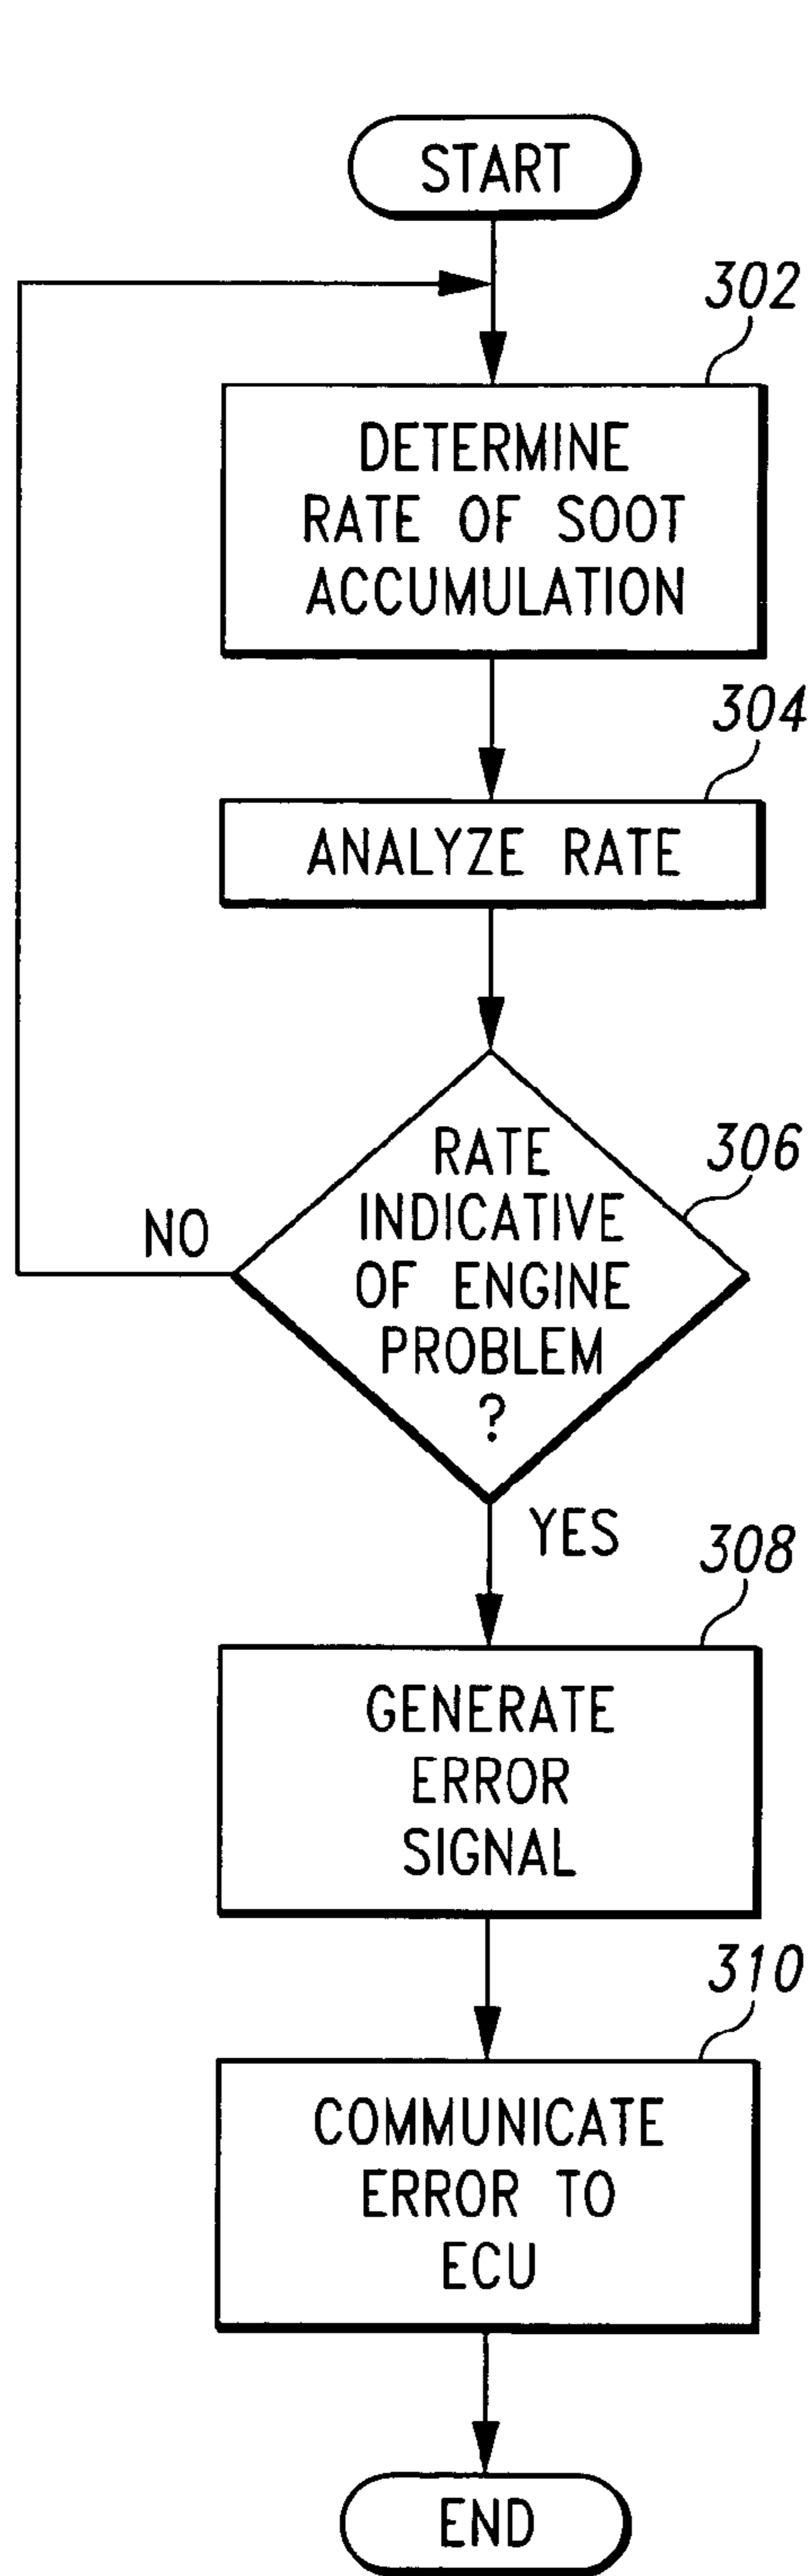 START
302
DETERMINE
RATE OF SOOT
ACCUMULATION
304
ANALYZE RATE
306
RATE
INDICATIVE
OF ENGINE
PROBLEM
?
NO
YES
308
GENERATE
ERROR
SIGNAL
310
COMMUNICATE
ERROR TO
ECU
END